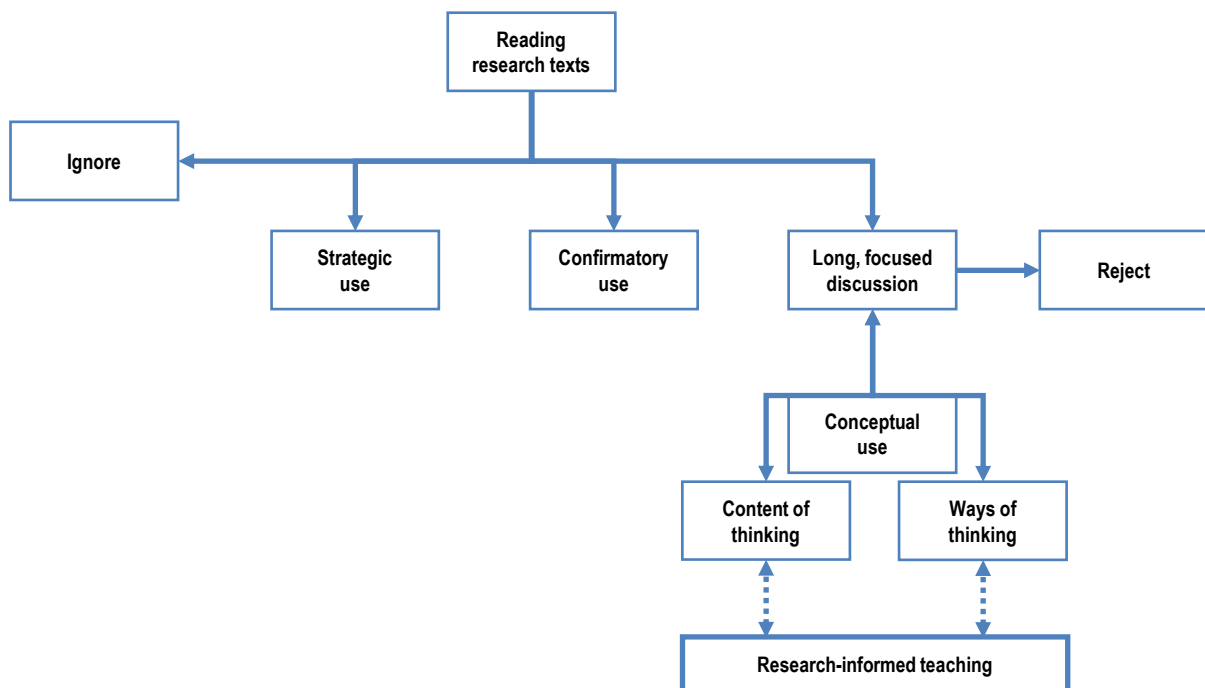 Reading
research texts
Ignore
Strategic
use
Confirmatory
use
Long, focused
discussion
Reject
Conceptual
use
Content of
thinking
Ways of
thinking
Research-informed teaching